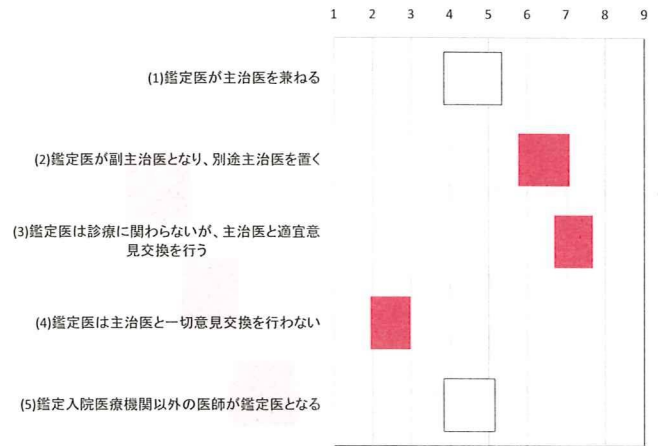 1 2 3 4 5 6 7 8 9
(1)鑑定医が主治医を兼ねる
(2)鑑定医が副主治医となり、別途主治医を置く
(3)鑑定医は診療に関わらないが、主治医と適宜意
見交換を行う
(4)鑑定医は主治医と一切意見交換を行わない
(5)鑑定入院医療機関以外の医師が鑑定医となる